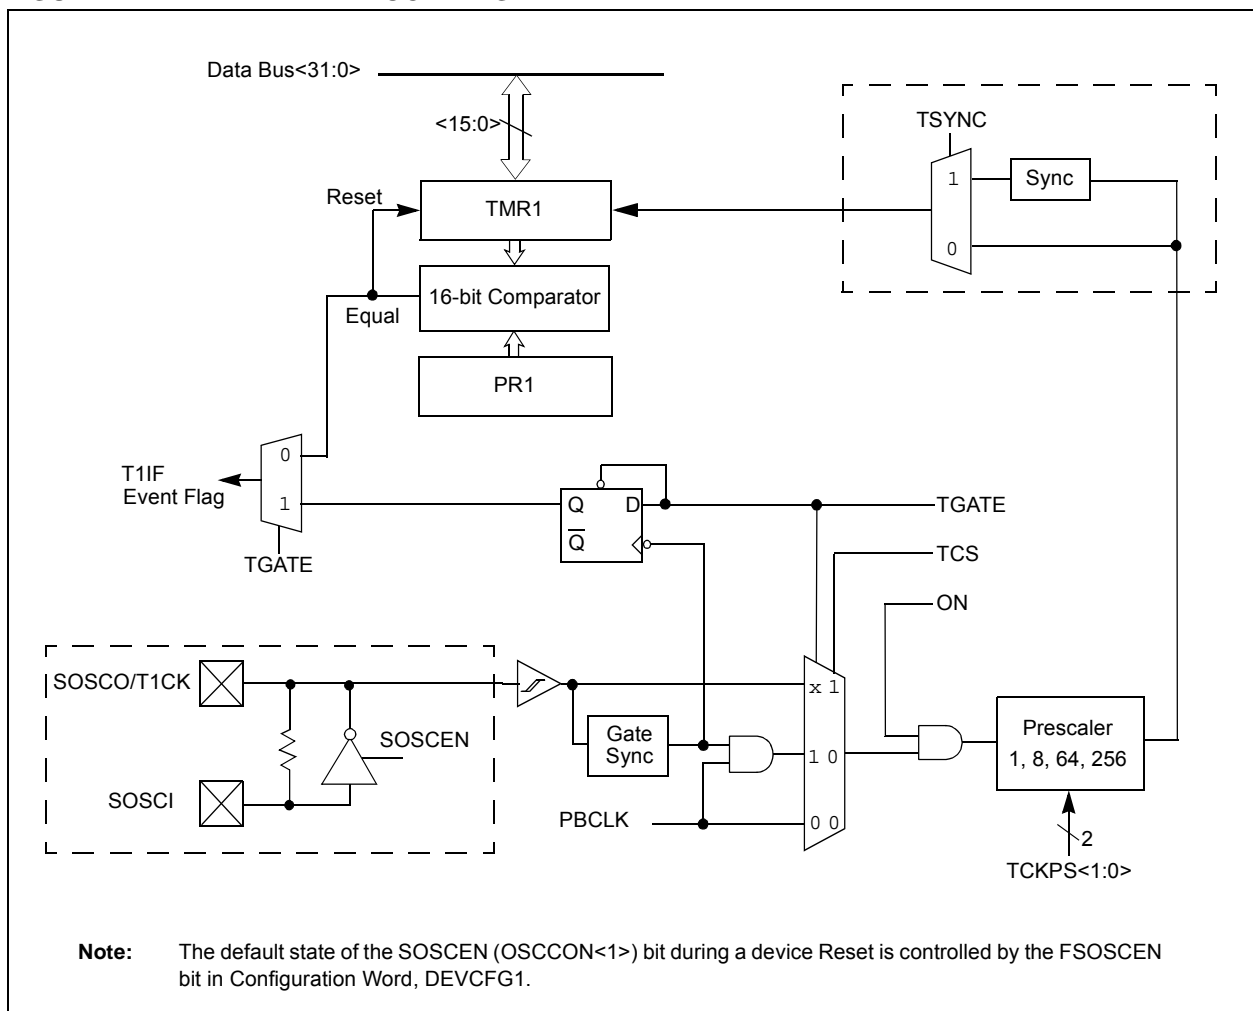 Data Bus<31:0>
<15:0>
TSYNC
1
Sync
Reset
TMR1
0
16-bit Comparator
Equal
PR1
0
T1IF
Event Flag
1
Q D
TGATE
Q
TGATE
TCS
ON
SOSCO/T1CK
x 1
SOSCEN
Gate
Sync
1 0
Prescaler
1, 8, 64, 256
SOSCI
PBCLK
0 0
2
TCKPS<1:0>
Note: The default state of the SOSCEN (OSCCON<1>) bit during a device Reset is controlled by the FSOSCEN
bit in Configuration Word, DEVCFG1.